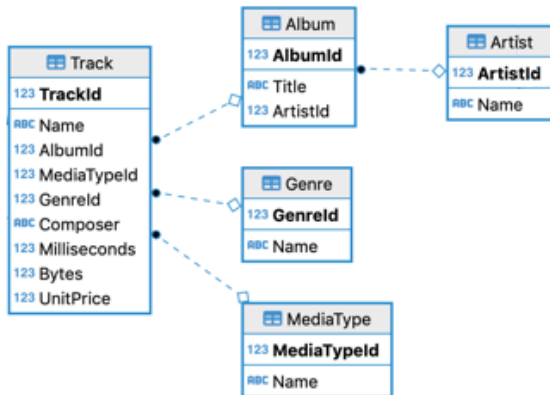 Track
123 TrackId
ABC Name
123 AlbumId
123 MediaTypeId
123 GenreId
ABC Composer
123 Milliseconds
123 Bytes
123 UnitPrice
Album
123 AlbumId
ABC Title
123 ArtistId
Artist
123 ArtistId
ABC Name
Genre
123 GenreId
ABC Name
MediaType
123 MediaTypeId
ABC Name